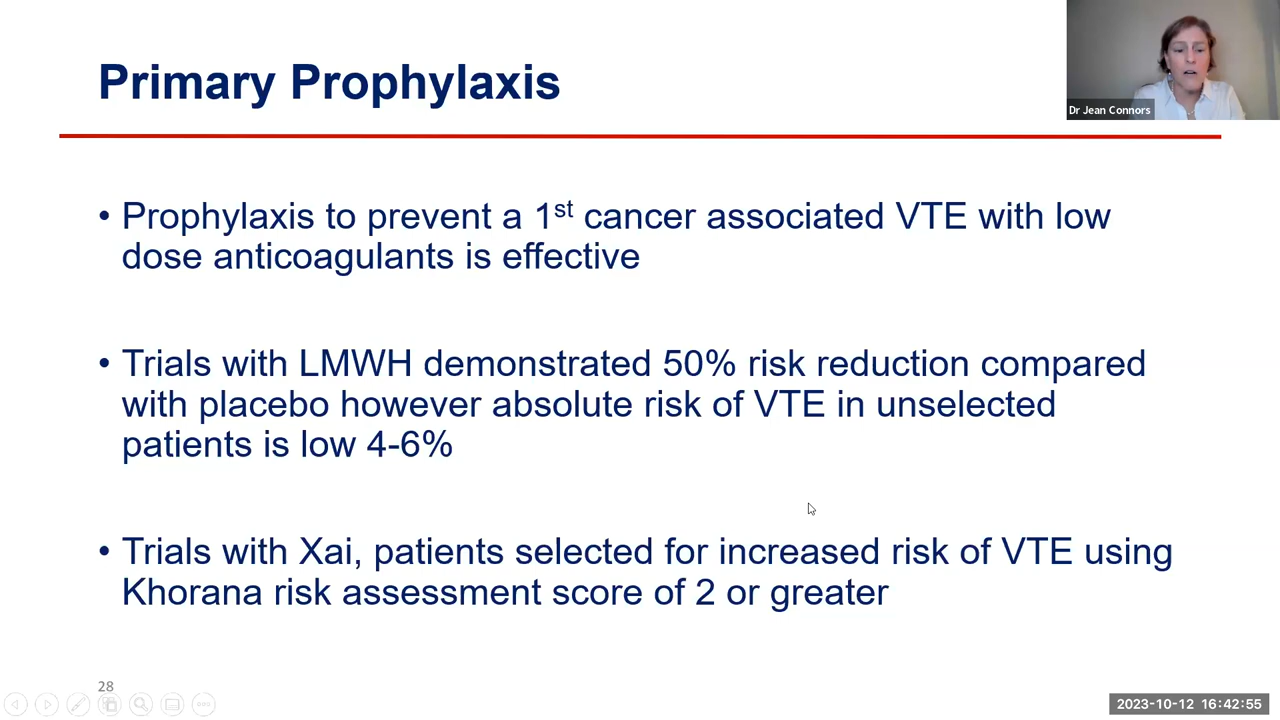 Primary Prophylaxis
Dr Jean Connors
• Prophylaxis to prevent a 1st cancer associated VTE with low
dose anticoagulants is effective
• Trials with LMWH demonstrated 50% risk reduction compared
with placebo however absolute risk of VTE in unselected
patients is low 4-6%
• Trials with Xai, patients selected for increased risk of VTE using
Khorana risk assessment score of 2 or greater
28
2023-10-12 16:42:55